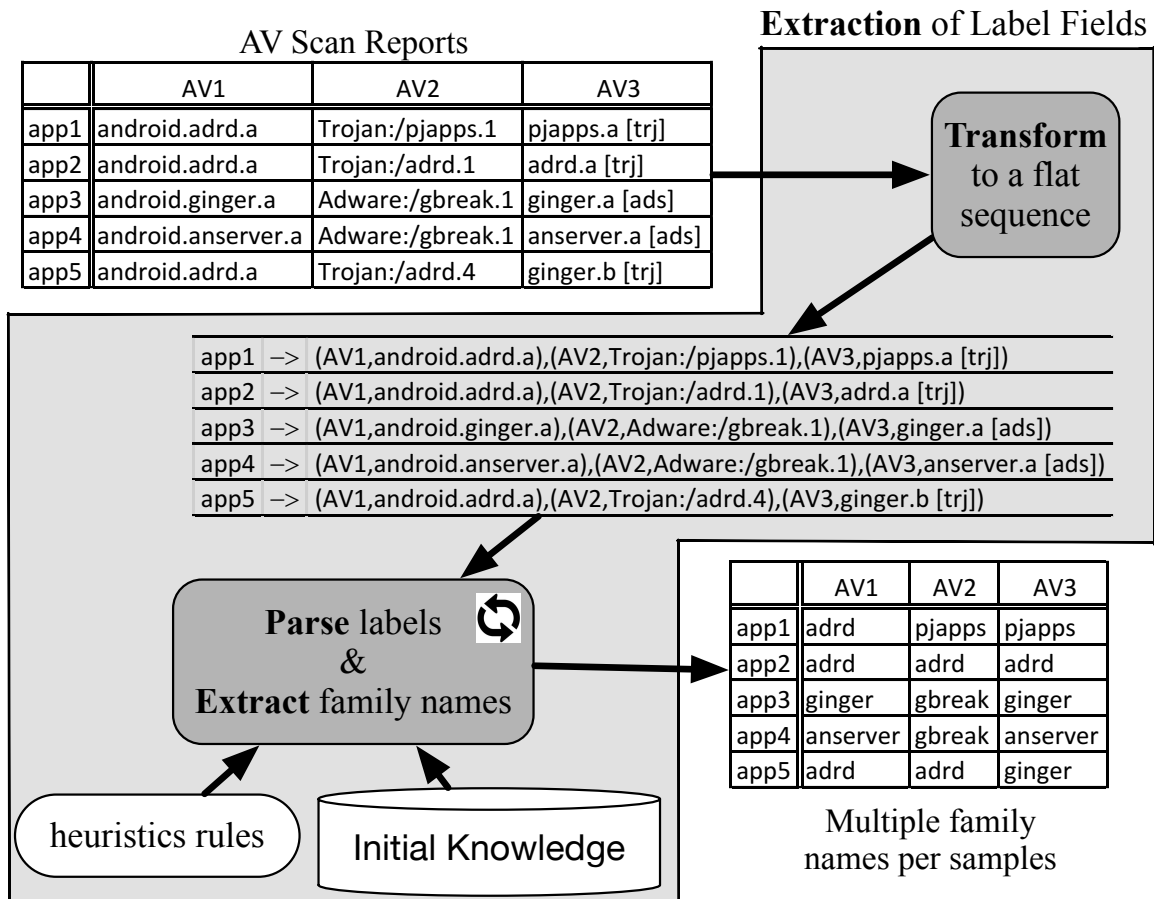 Extraction of Label Fields
AV Scan Reports
AV1 AV2 AV3
app1 android.adrd.a Trojan:/pjapps.1 pjapps.a [trj]
app2 android.adrd.a Trojan:/adrd.1 adrd.a [trj]
app3 android.ginger.a Adware:/gbreak.1 ginger.a [ads]
app4 android.anserver.a Adware:/gbreak.1 anserver.a [ads]
app5 android.adrd.a Trojan:/adrd.4 ginger.b [trj]
Transform
to a flat
sequence
app1 –> (AV1,android.adrd.a),(AV2,Trojan:/pjapps.1),(AV3,pjapps.a [trj])
app2 –> (AV1,android.adrd.a),(AV2,Trojan:/adrd.1),(AV3,adrd.a [trj])
app3 –> (AV1,android.ginger.a),(AV2,Adware:/gbreak.1),(AV3,ginger.a [ads])
app4 –> (AV1,android.anserver.a),(AV2,Adware:/gbreak.1),(AV3,anserver.a [ads])
app5 –> (AV1,android.adrd.a),(AV2,Trojan:/adrd.4),(AV3,ginger.b [trj])
Parse labels
&
Extract family names
heuristics rules
Initial Knowledge
AV1 AV2 AV3
app1 adrd pjapps pjapps
app2 adrd adrd adrd
app3 ginger gbreak ginger
app4 anserver gbreak anserver
app5 adrd adrd ginger
Multiple family
names per samples